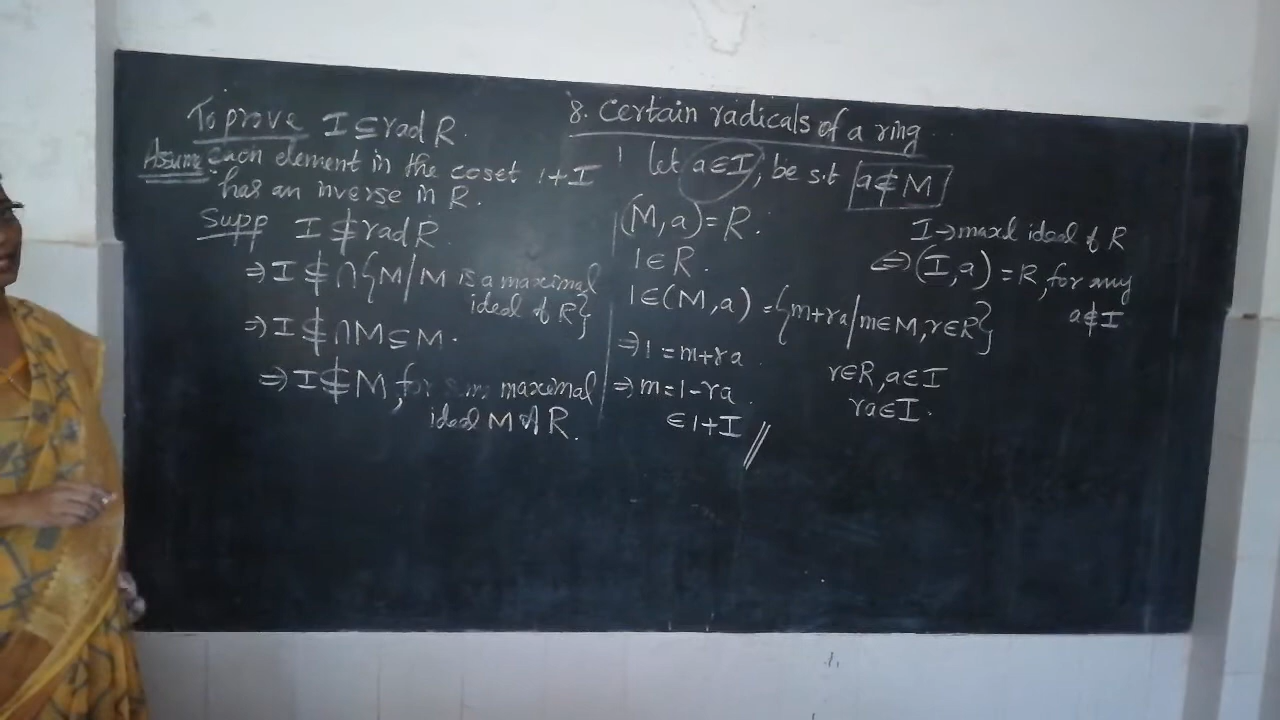 8. Certain radicals of a ring
To prove I ⊆ rad R.
Assume each element in the coset 1+I
has an inverse in R.
Supp I ⊈ rad R.
⇒ I ⊈ ∩{M/M is a maximal
ideal of R}
⇒ I ⊈ ∩M ⊆ M.
⇒ I ⊈ M, for some maximal
ideal M of R.
let a∈I, be s.t a∉M
(M,a)=R.
1∈R.
1∈(M,a) = {m+ra/m∈M, r∈R}
⇒ 1=m+ra
⇒ m=1-ra
∈ 1+I //
I → maxl ideal of R
⇔ (I,a) = R, for any
a∉I
r∈R, a∈I
ra∈I.